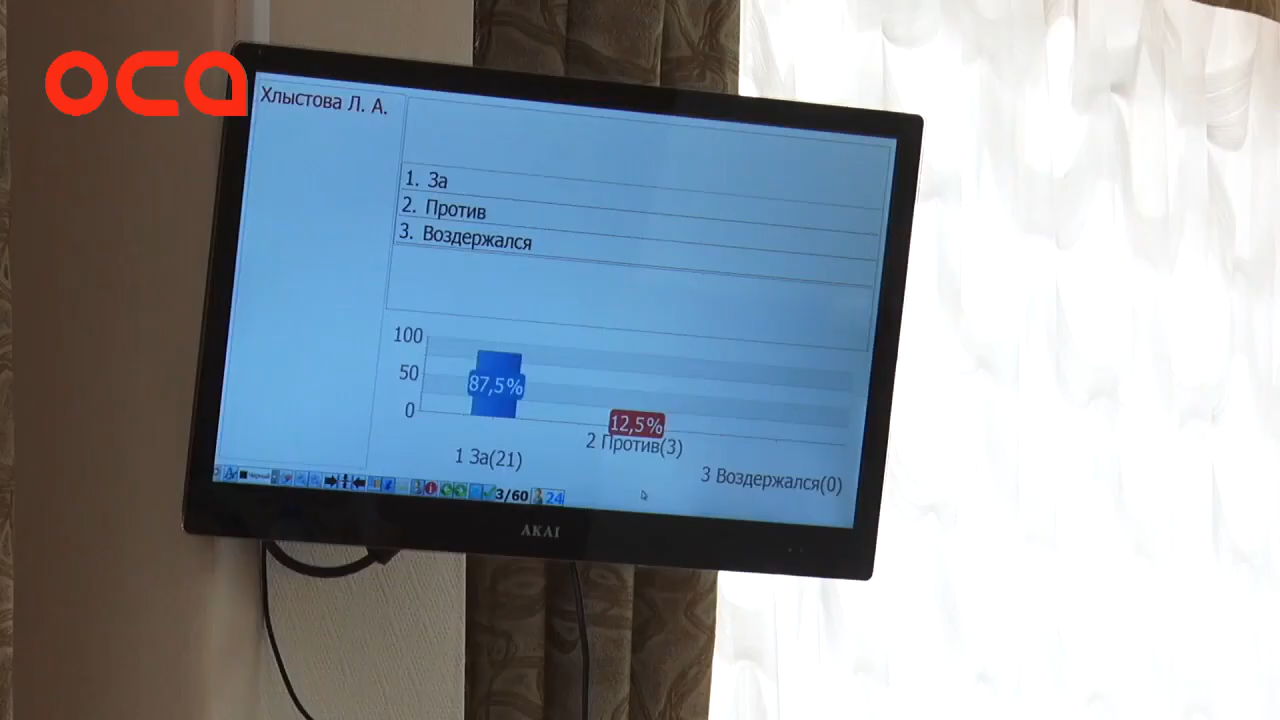 оса
Хлыстова Л. А.
1. За
2. Против
3. Воздержался
100
50
0
87,5%
12,5%
1 За(21)
2 Против(3)
3 Воздержался(0)
Черный
3/60
24
AKAI